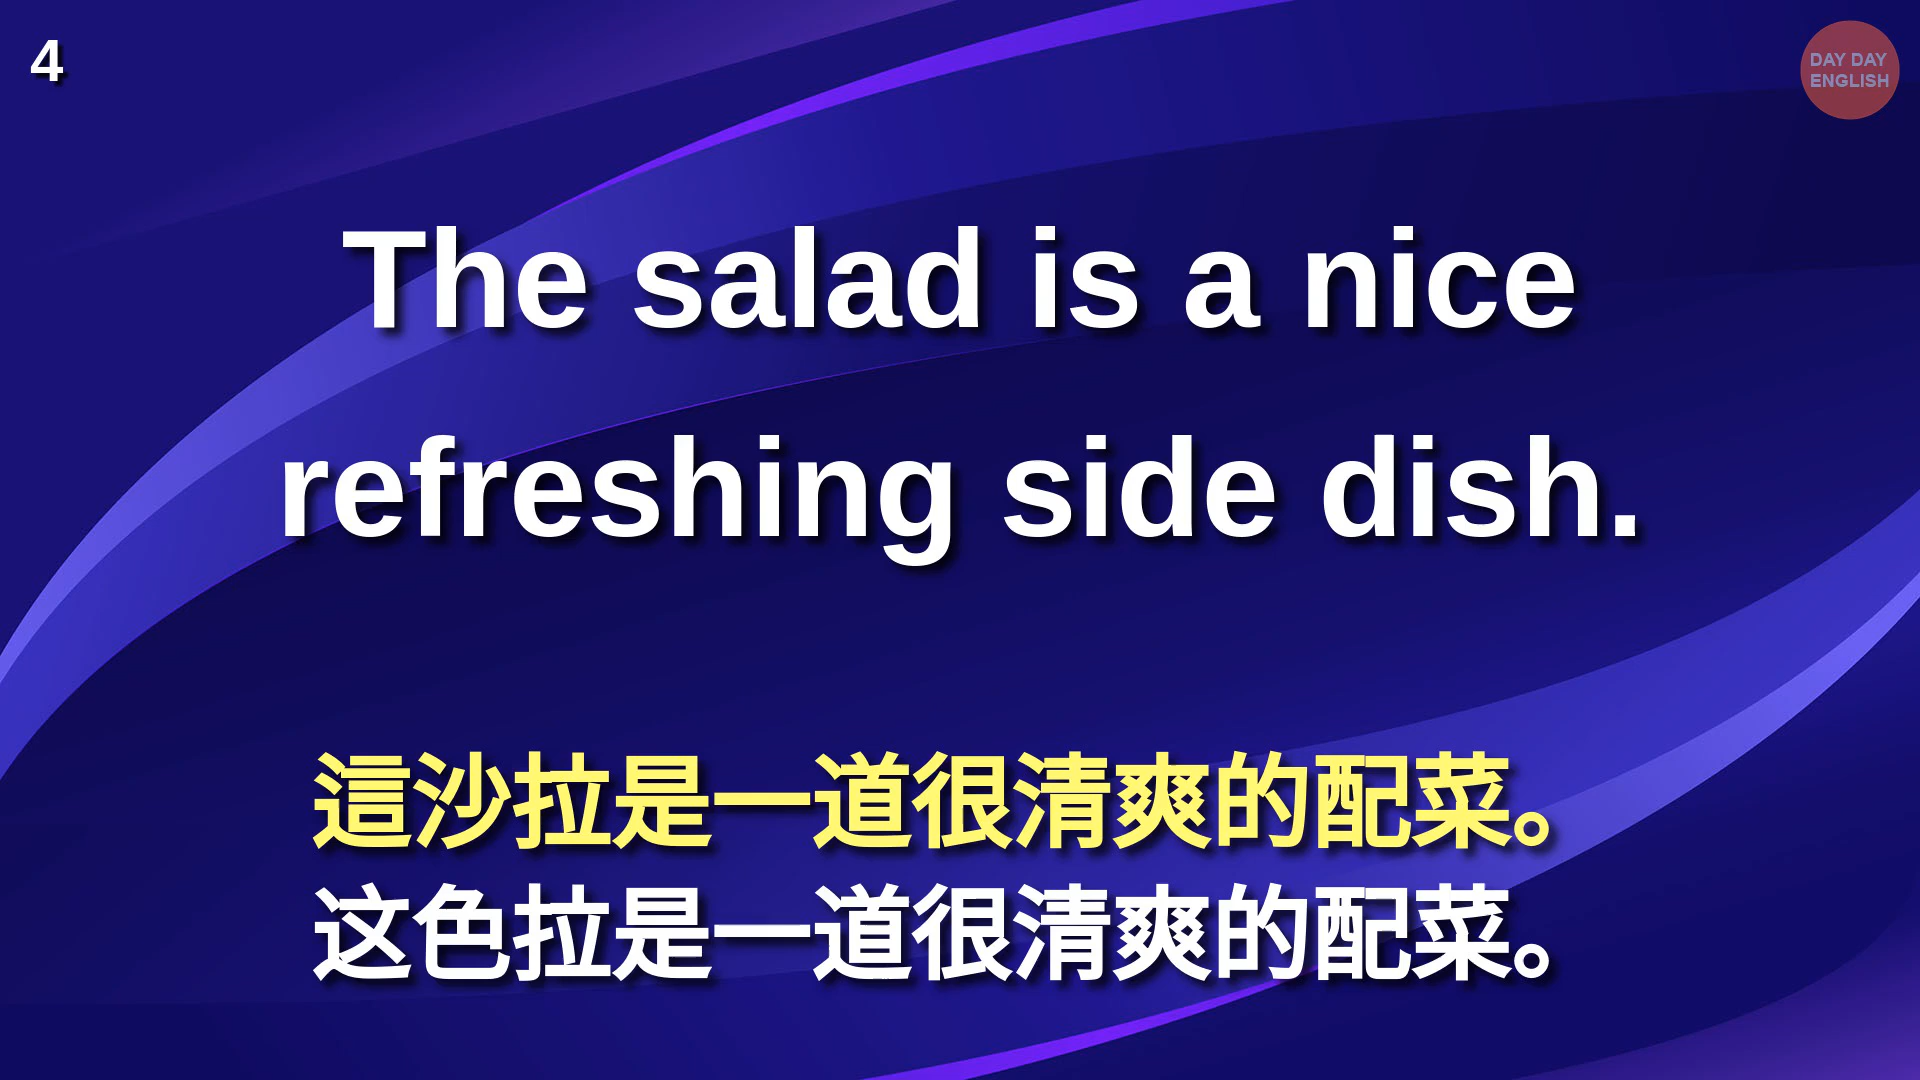 4
DAY DAY
ENGLISH
The salad is a nice
refreshing side dish.
這沙拉是一道很清爽的配菜。
这色拉是一道很清爽的配菜。